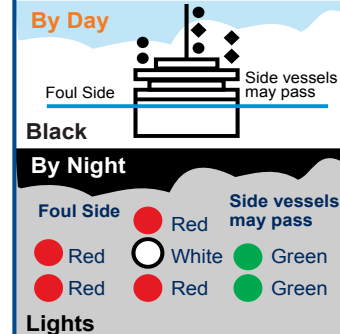 By Day
Side vessels
may pass
Foul Side
Black
By Night
Foul Side
Side vessels
may pass
Red
Red
White
Green
Red
Red
Green
Lights